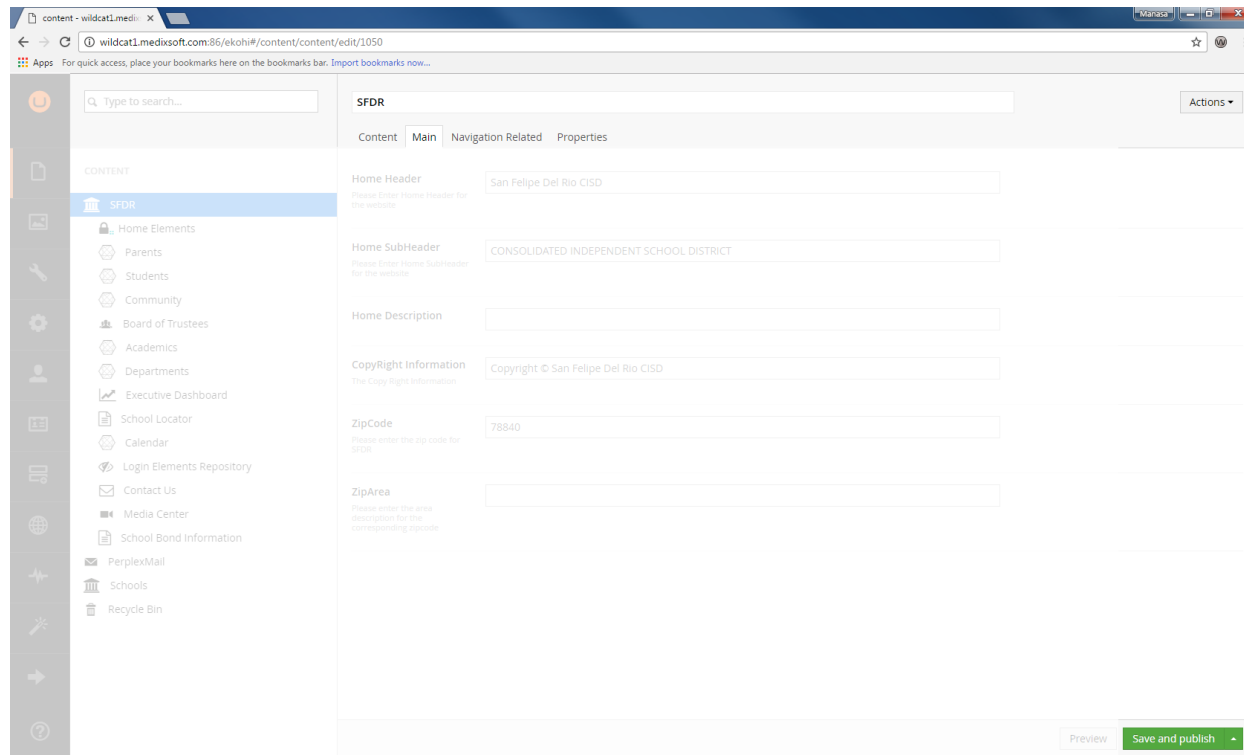 content - wildcat1.medix
Manasa
wildcat1.medixsoft.com:86/ekohi#/content/content/edit/1050
Apps For quick access, place your bookmarks here on the bookmarks bar. Import bookmarks now...
Type to search...
SFDR
Actions
Content Main Navigation Related Properties
CONTENT
SFDR
Home Elements
Parents
Students
Community
Board of Trustees
Academics
Departments
Executive Dashboard
School Locator
Calendar
Login Elements Repository
Contact Us
Media Center
School Bond Information
PerplexMail
Schools
Recycle Bin
Home Header
Please Enter Home Header for
the website
San Felipe Del Rio CISD
Home SubHeader
Please Enter Home SubHeader
for the website
CONSOLIDATED INDEPENDENT SCHOOL DISTRICT
Home Description
CopyRight Information
The Copy Right Information
Copyright © San Felipe Del Rio CISD
ZipCode
Please enter the zip code for
SFDR
78840
ZipArea
Please enter the area
description for the
corresponding zipcode
Preview
Save and publish